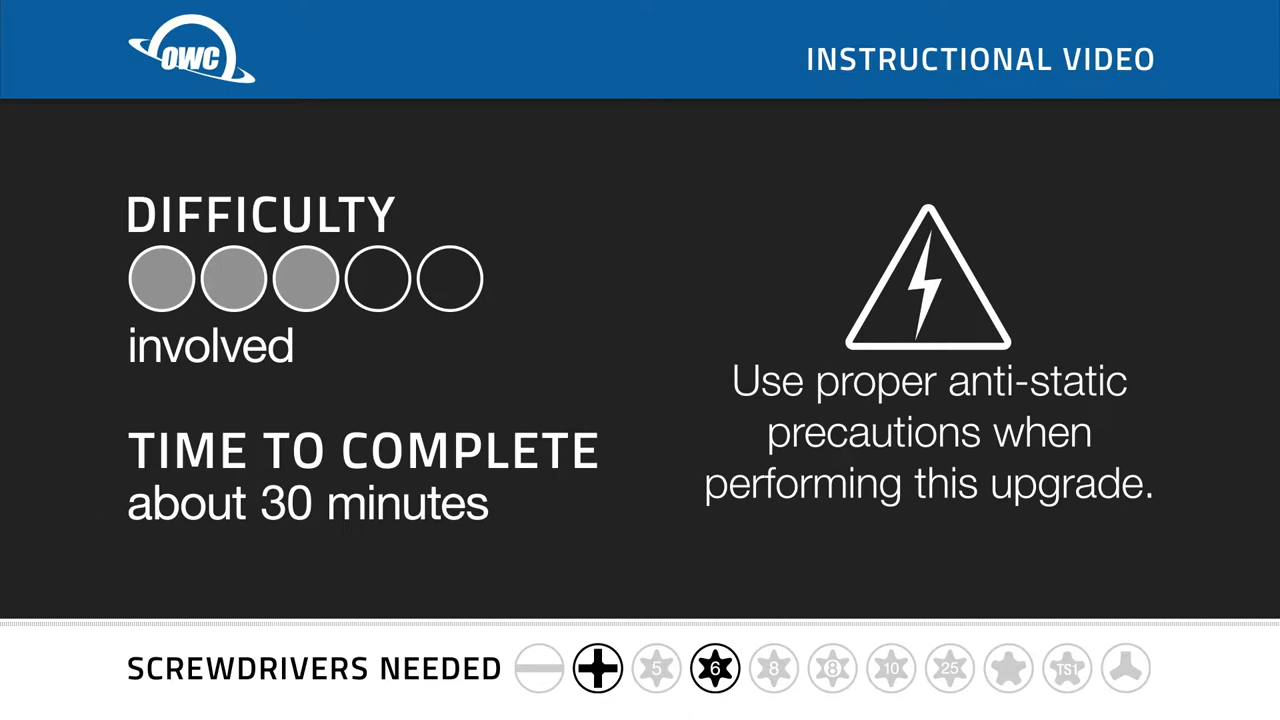 OWC
INSTRUCTIONAL VIDEO
DIFFICULTY
involved
TIME TO COMPLETE
about 30 minutes
Use proper anti-static
precautions when
performing this upgrade.
SCREWDRIVERS NEEDED 5 6 8 8 10 25 TS1